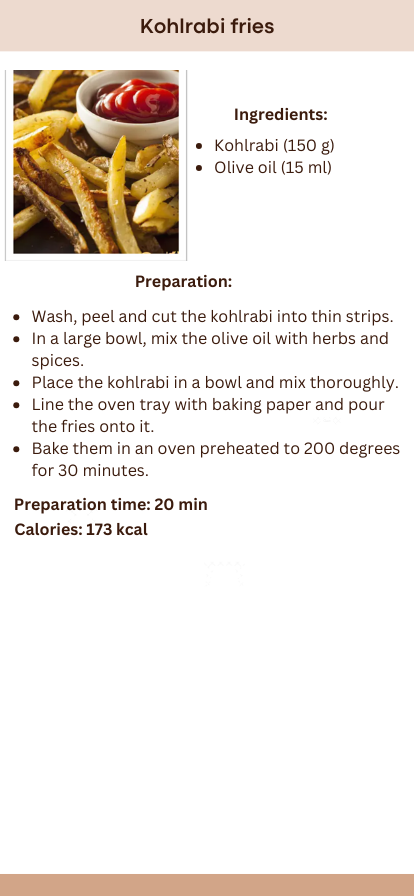 Kohlrabi fries
Ingredients:
• Kohlrabi (150 g)
• Olive oil (15 ml)
Preparation:
• Wash, peel and cut the kohlrabi into thin strips.
• In a large bowl, mix the olive oil with herbs and
spices.
• Place the kohlrabi in a bowl and mix thoroughly.
• Line the oven tray with baking paper and pour
the fries onto it.
• Bake them in an oven preheated to 200 degrees
for 30 minutes.
Preparation time: 20 min
Calories: 173 kcal